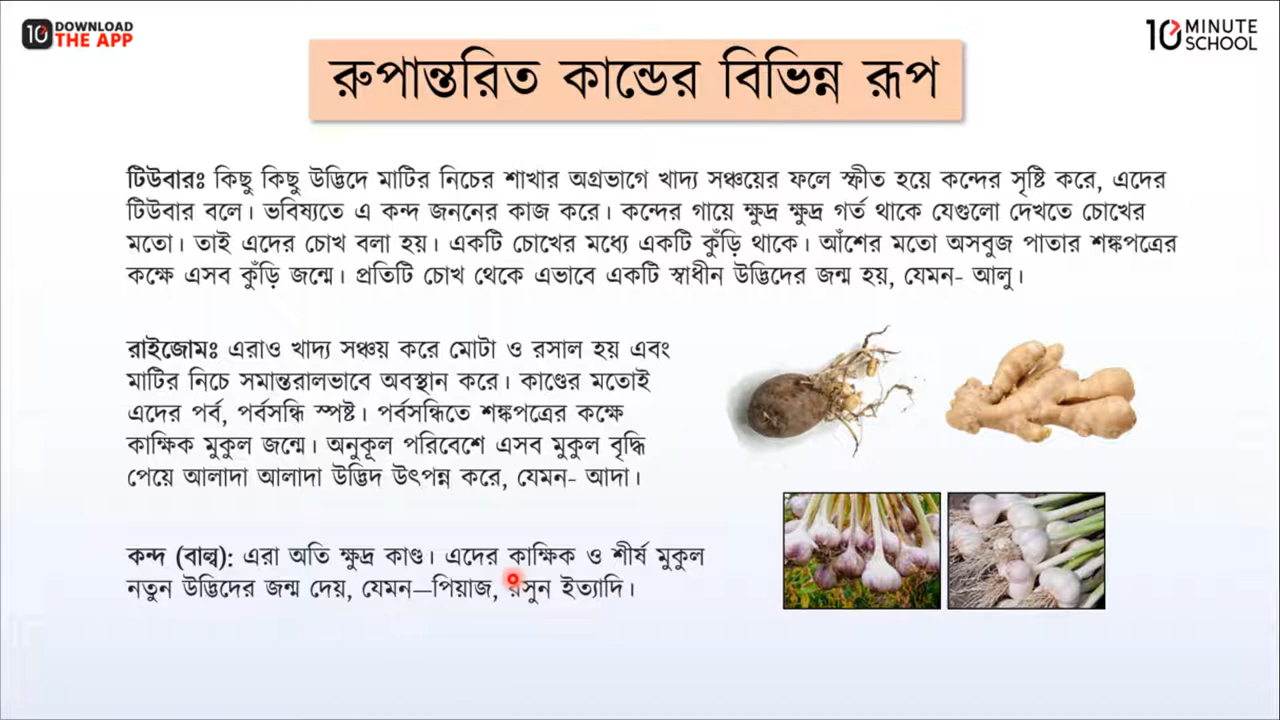 10 DOWNLOAD
THE APP
10 MINUTE
SCHOOL
রুপান্তরিত কান্ডের বিভিন্ন রূপ
টিউবারঃ কিছু কিছু উদ্ভিদে মাটির নিচের শাখার অগ্রভাগে খাদ্য সঞ্চয়ের ফলে স্ফীত হয়ে কন্দের সৃষ্টি করে, এদের
টিউবার বলে। ভবিষ্যতে এ কন্দ জননের কাজ করে। কন্দের গায়ে ক্ষুদ্র ক্ষুদ্র গর্ত থাকে যেগুলো দেখতে চোখের
মতো। তাই এদের চোখ বলা হয়। একটি চোখের মধ্যে একটি কুঁড়ি থাকে। আঁশের মতো অসবুজ পাতার শঙ্কপত্রের
কক্ষে এসব কুঁড়ি জন্মে। প্রতিটি চোখ থেকে এভাবে একটি স্বাধীন উদ্ভিদের জন্ম হয়, যেমন- আলু।
রাইজোমঃ এরাও খাদ্য সঞ্চয় করে মোটা ও রসাল হয় এবং
মাটির নিচে সমান্তরালভাবে অবস্থান করে। কাণ্ডের মতোই
এদের পর্ব, পর্বসন্ধি স্পষ্ট। পর্বসন্ধিতে শঙ্কপত্রের কক্ষে
কাক্ষিক মুকুল জন্মে। অনুকূল পরিবেশে এসব মুকুল বৃদ্ধি
পেয়ে আলাদা আলাদা উদ্ভিদ উৎপন্ন করে, যেমন- আদা।
কন্দ (বাল্ব): এরা অতি ক্ষুদ্র কাণ্ড। এদের কাক্ষিক ও শীর্ষ মুকুল
নতুন উদ্ভিদের জন্ম দেয়, যেমন—পিয়াজ, রসুন ইত্যাদি।